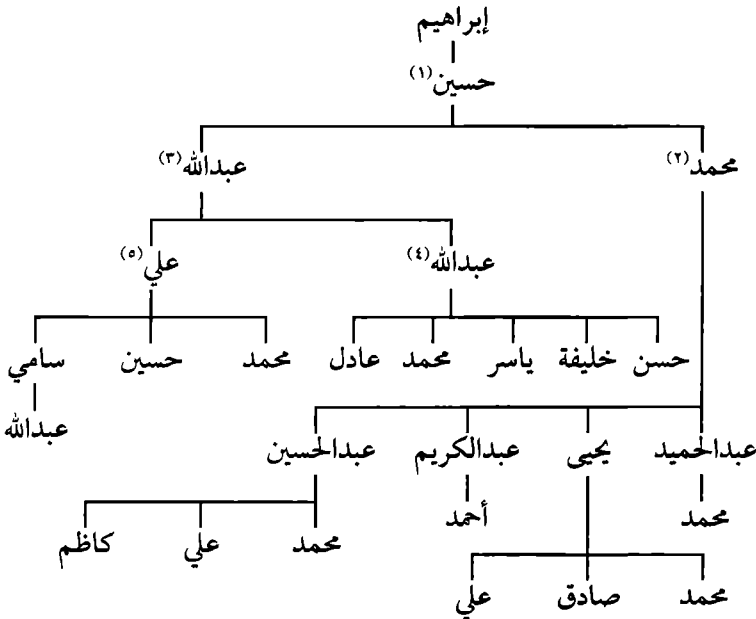 إبراهيم
حسين(١)
محمد(٢) عبدالله(٣)
عبدالله(٤) علي(٥)
حسن خليفة ياسر محمد عادل محمد حسين سامي
عبدالله
عبدالحميد يحيى عبدالكريم عبدالحسين
محمد أحمد محمد علي كاظم
محمد صادق علي